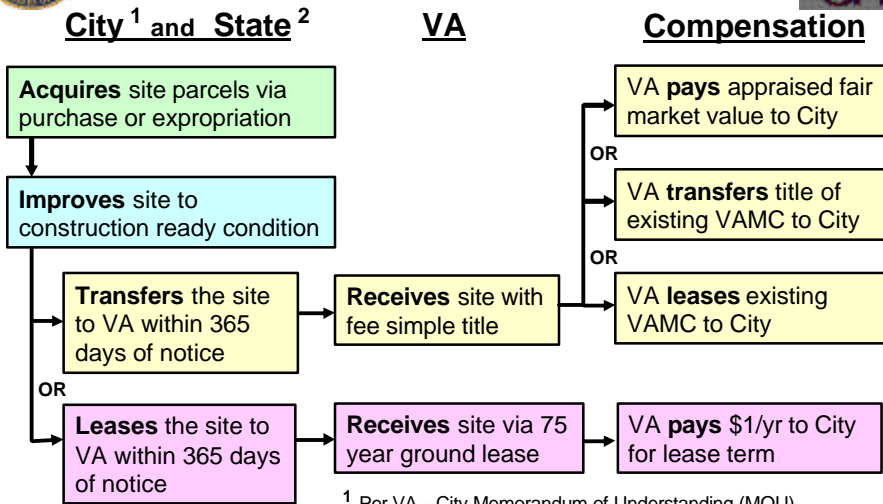 City ¹ and State ²
VA
Compensation
Acquires site parcels via
purchase or expropriation
Improves site to
construction ready condition
Transfers the site
to VA within 365
days of notice
OR
Leases the site to
VA within 365 days
of notice
Receives site with
fee simple title
Receives site via 75
year ground lease
VA pays appraised fair
market value to City
OR
VA transfers title of
existing VAMC to City
OR
VA leases existing
VAMC to City
VA pays $1/yr to City
for lease term
¹ Per VA – City Memorandum of Understanding (MOU)